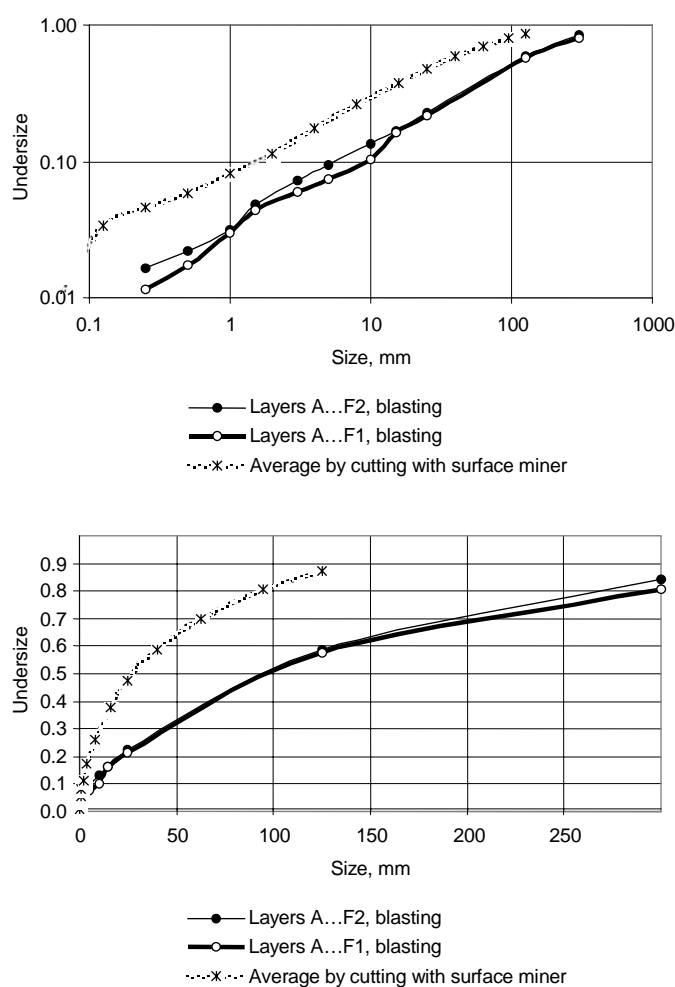 1.00
0.10
0.01
Undersize
0.1 1 10 100 1000
Size, mm
Layers A…F2, blasting
Layers A…F1, blasting
Average by cutting with surface miner
0.9
0.8
0.7
0.6
0.5
0.4
0.3
0.2
0.1
0.0
Undersize
0 50 100 150 200 250
Size, mm
Layers A…F2, blasting
Layers A…F1, blasting
Average by cutting with surface miner